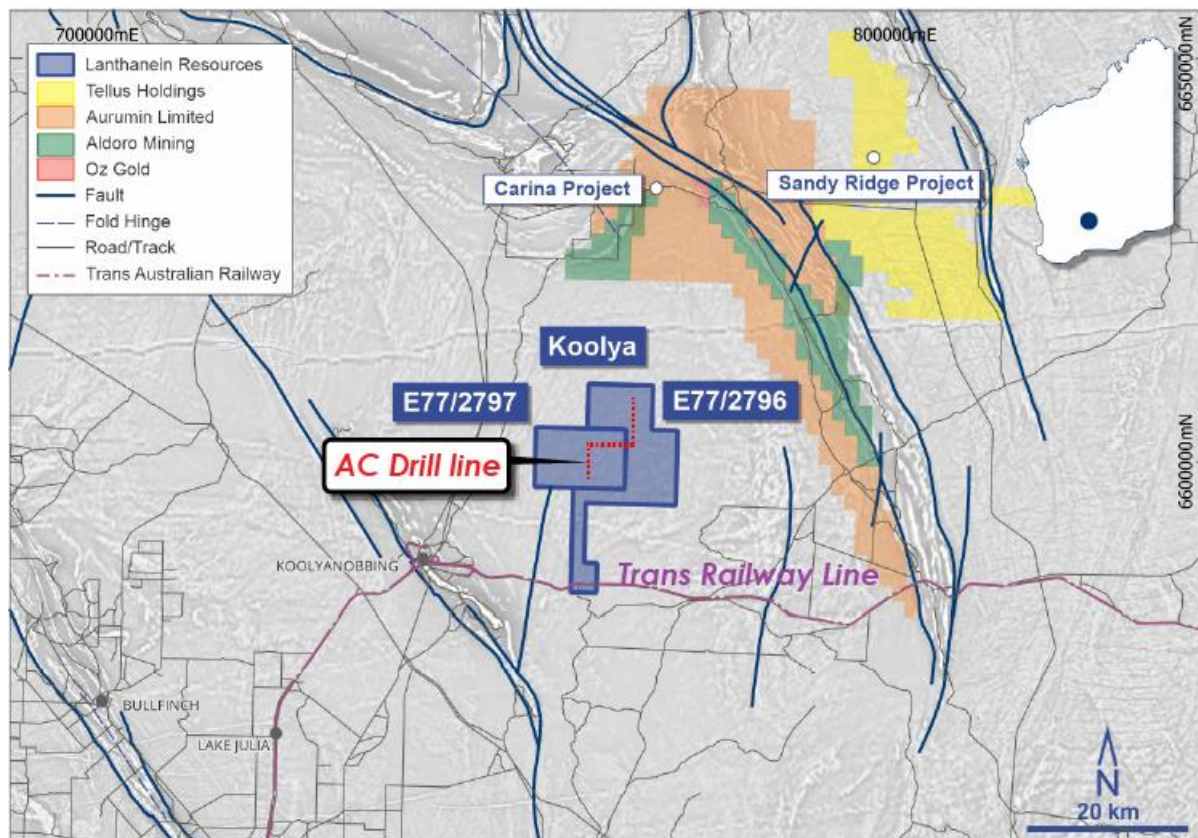 700000mE
800000mE
6650000mN
Lanthanein Resources
Tellus Holdings
Aurumin Limited
Aldoro Mining
Oz Gold
Fault
Fold Hinge
Road/Track
Trans Australian Railway
Carina Project
Sandy Ridge Project
Koolya
E77/2797
E77/2796
AC Drill line
6600000mN
KOOLYANOBBING
Trans Railway Line
BULLFINCH
LAKE JULIA
N
20 km